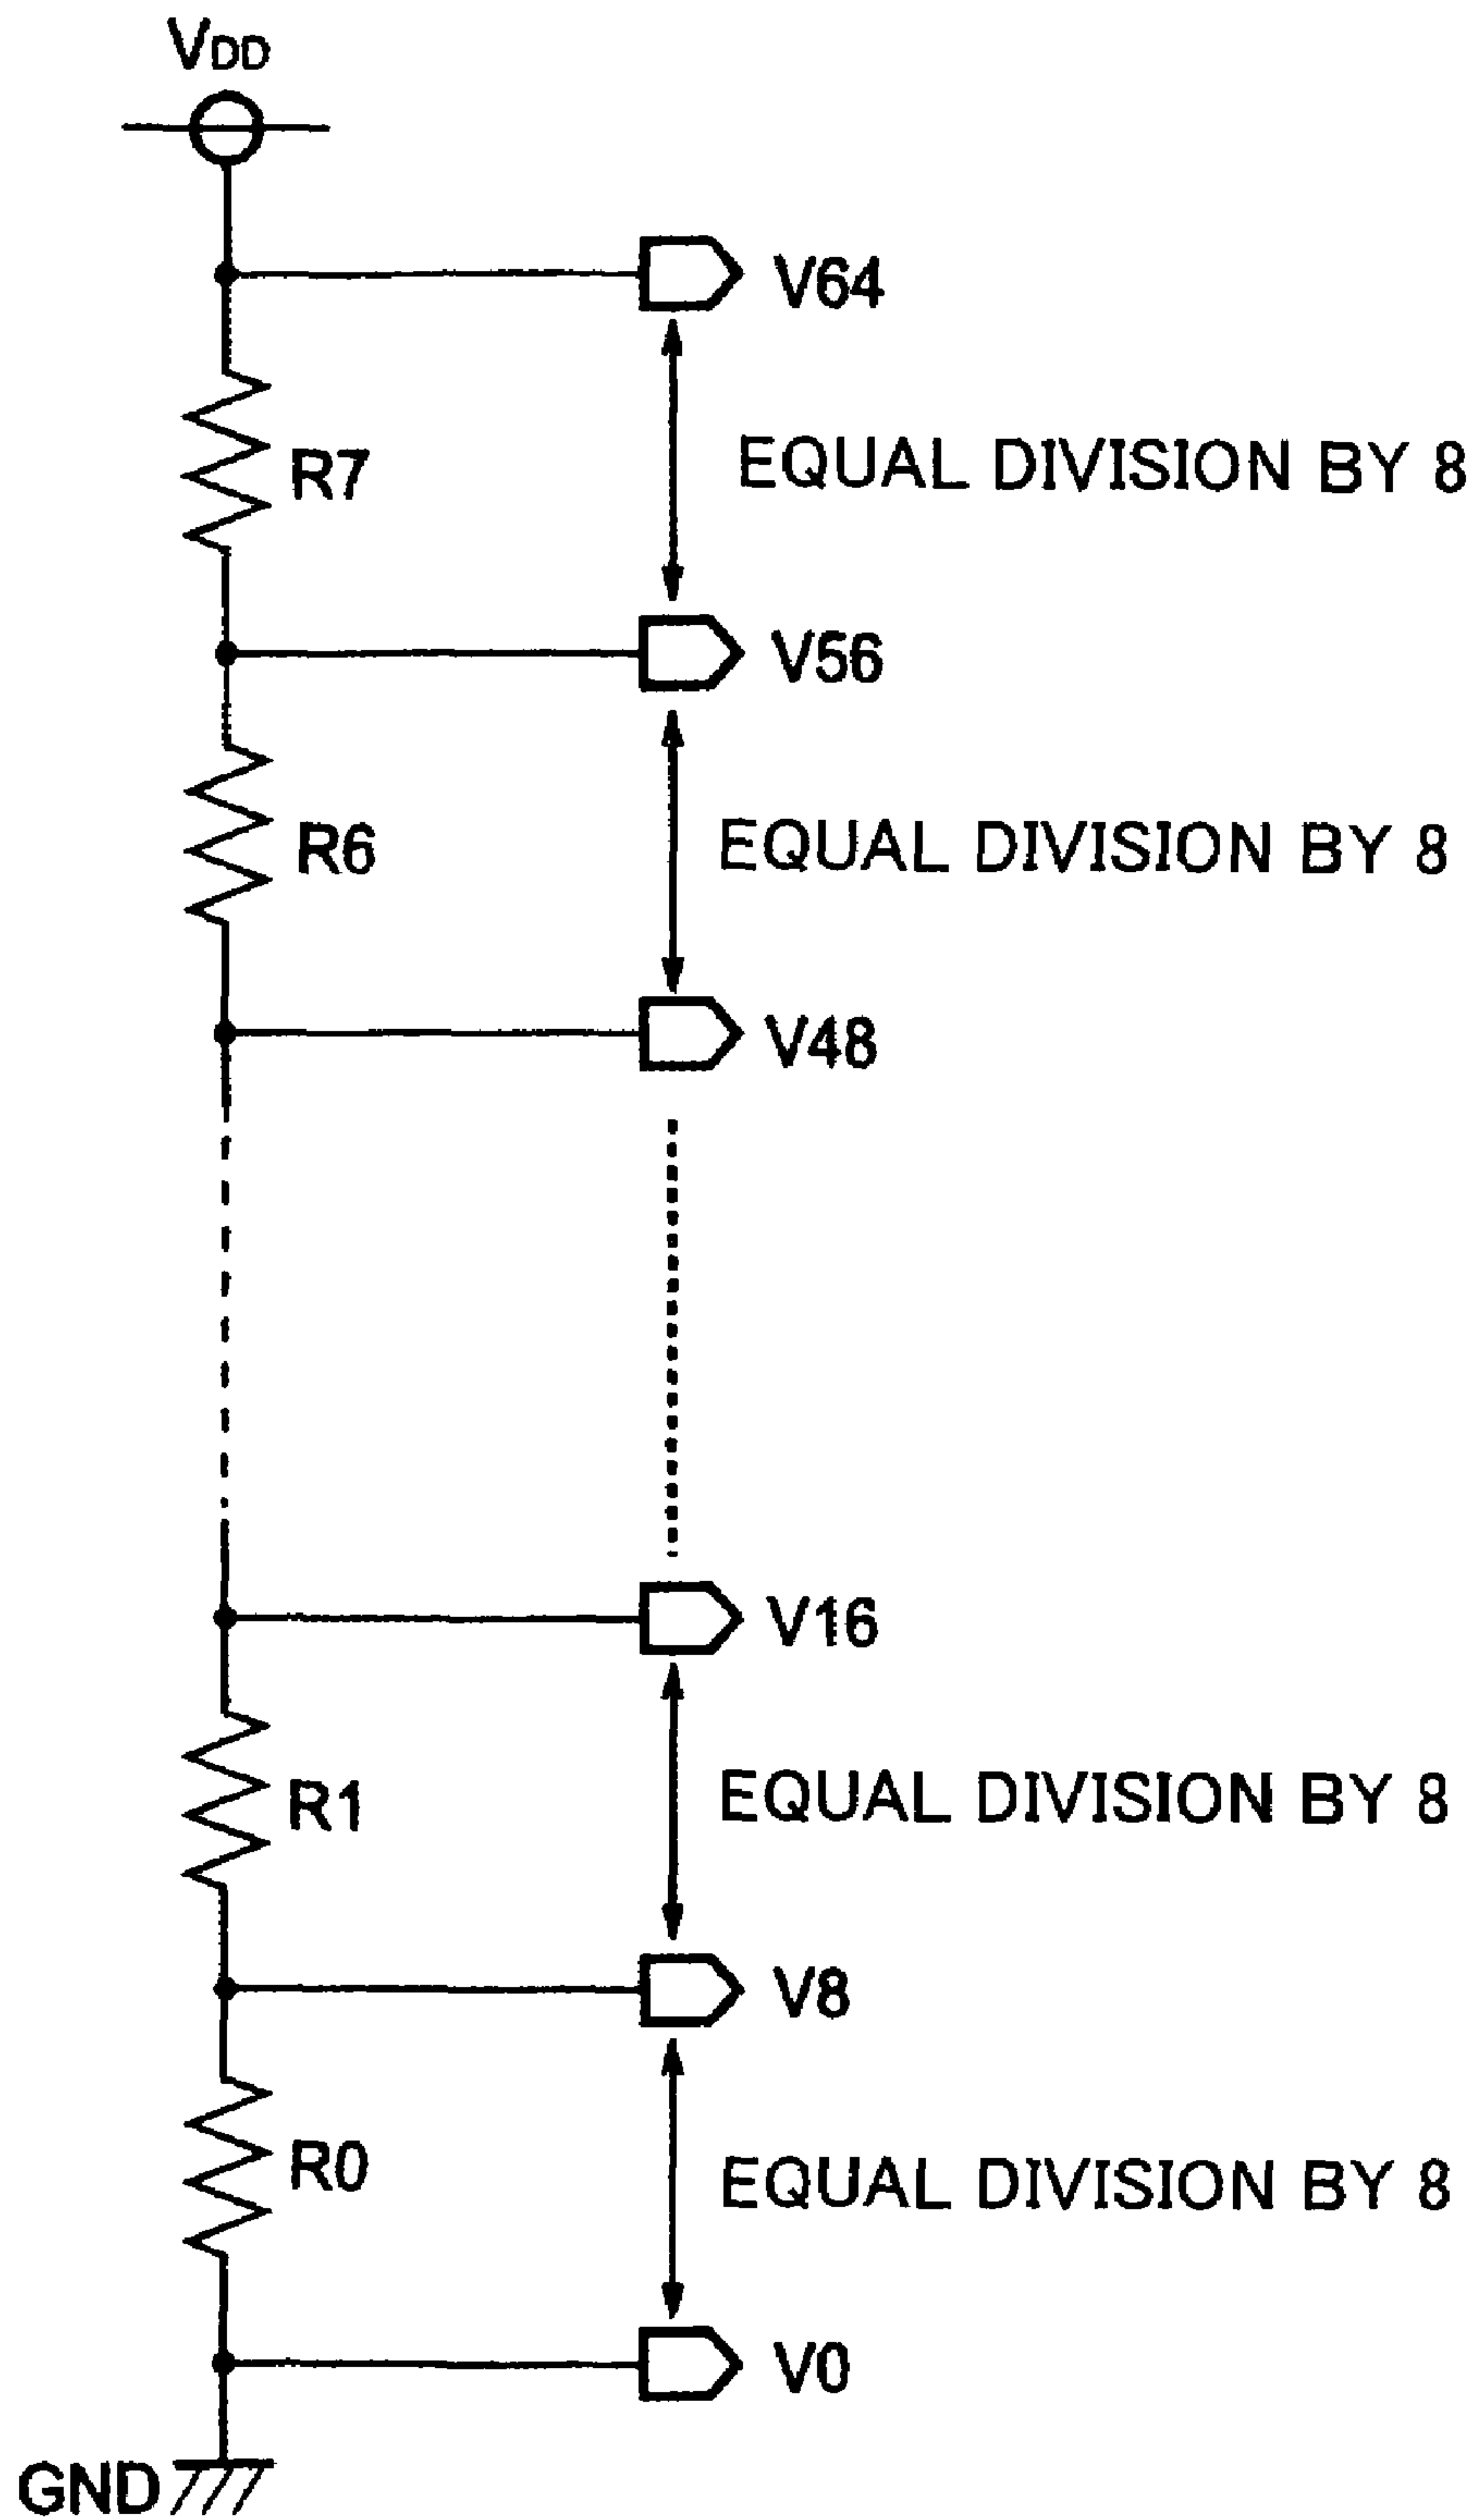 VDD
V64
R7
EQUAL DIVISION BY 8
V56
R6
EQUAL DIVISION BY 8
V48
V16
R1
EQUAL DIVISION BY 8
V8
R0
EQUAL DIVISION BY 8
V0
GND